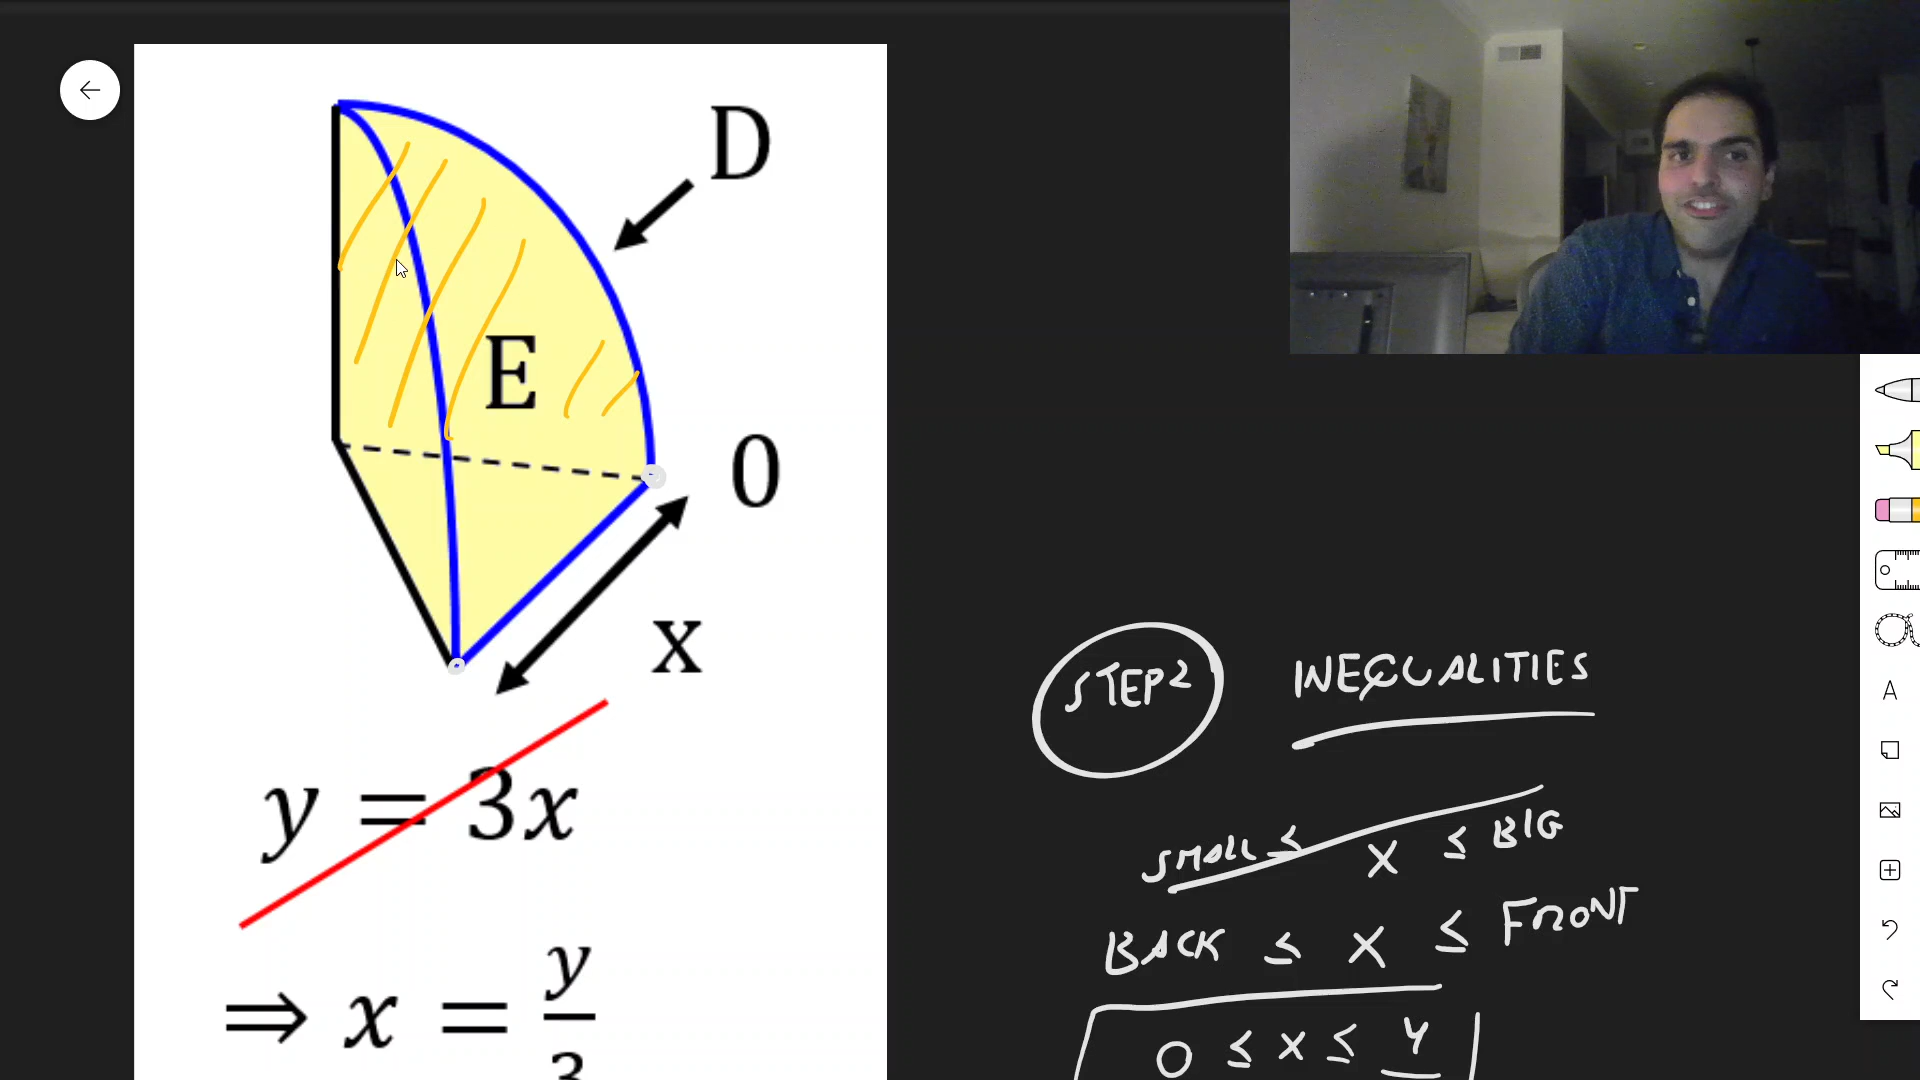 D
E
0
x
y = 3x
⇒ x = y/3
STEP 2 INEQUALITIES
SMALL ≤ X ≤ BIG
BACK ≤ X ≤ FRONT
0 ≤ X ≤ Y
A